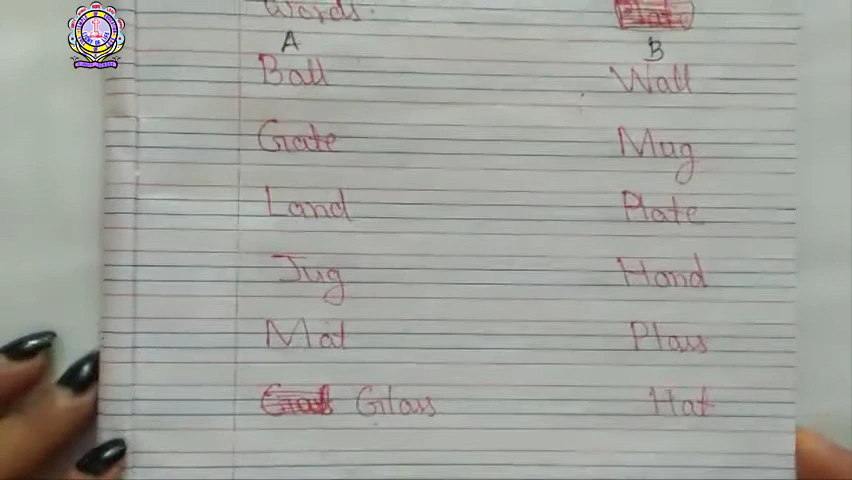 Words.
A B
Ball Wall
Gate Mug
Land Plate
Jug Hand
Mat Plass
Glass Hat